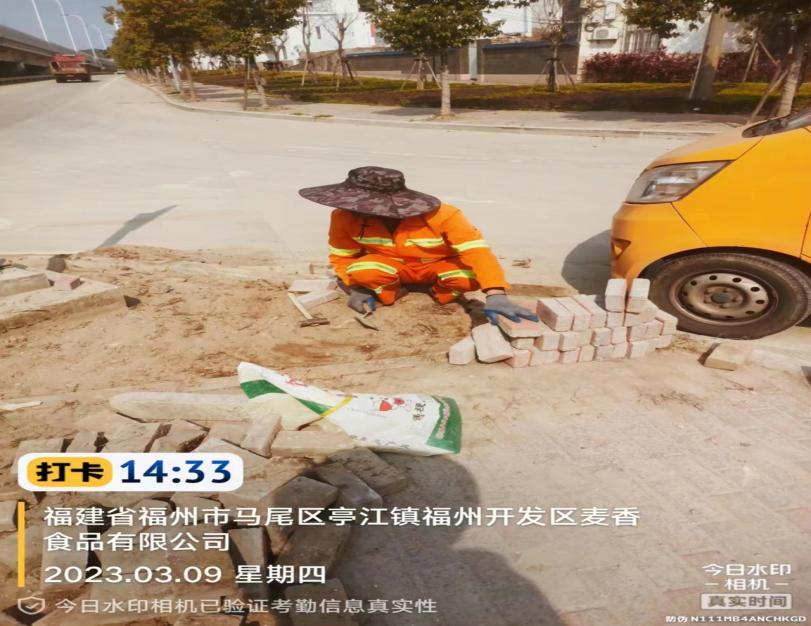 打卡 14:33
福建省福州市马尾区亭江镇福州开发区麦香
食品有限公司
2023.03.09 星期四
今日水印相机已验证考勤信息真实性
今日水印
-相机-
真实时间
防伪 N111MB4ANCHKGD